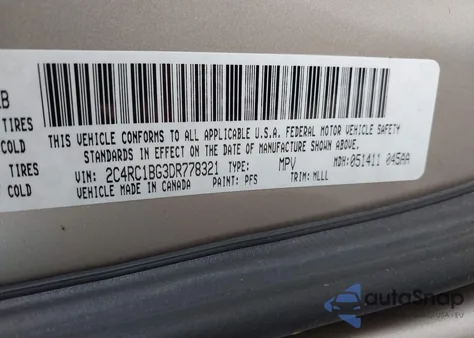 LB
TIRES
COLD
TIRES
COLD
THIS VEHICLE CONFORMS TO ALL APPLICABLE U.S.A. FEDERAL MOTOR VEHICLE SAFETY
STANDARDS IN EFFECT ON THE DATE OF MANUFACTURE SHOWN ABOVE.
VIN: 2C4RC1BG3DR778321 TYPE: MPV MDH: 051411 045AA
MADE IN CANADA PAINT: PFS TRIM: MLLL
autoSnap